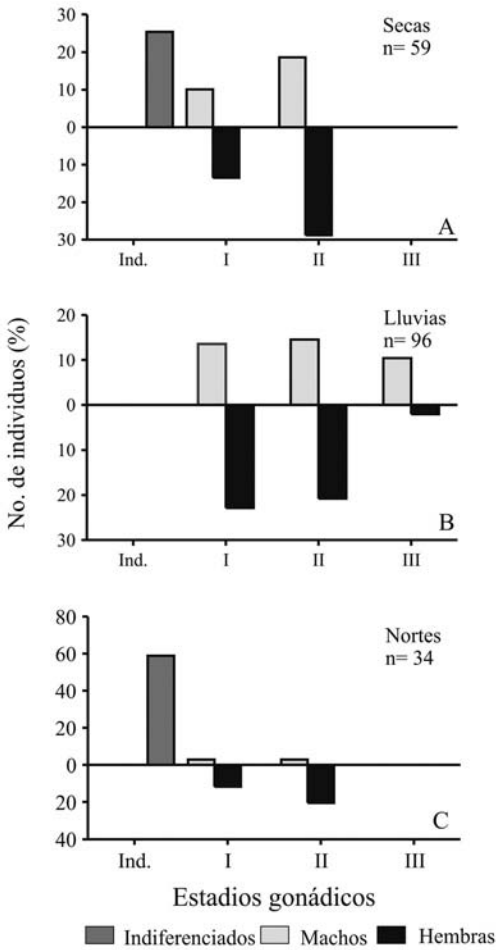 No. de individuos (%)
30
20
10
0
10
20
30
Secas
n= 59
A
Ind. I II III
20
10
0
10
20
30
Lluvias
n= 96
B
Ind. I II III
80
60
40
20
0
20
40
Nortes
n= 34
C
Ind. I II III
Estadios gonádicos
Indiferenciados Machos Hembras